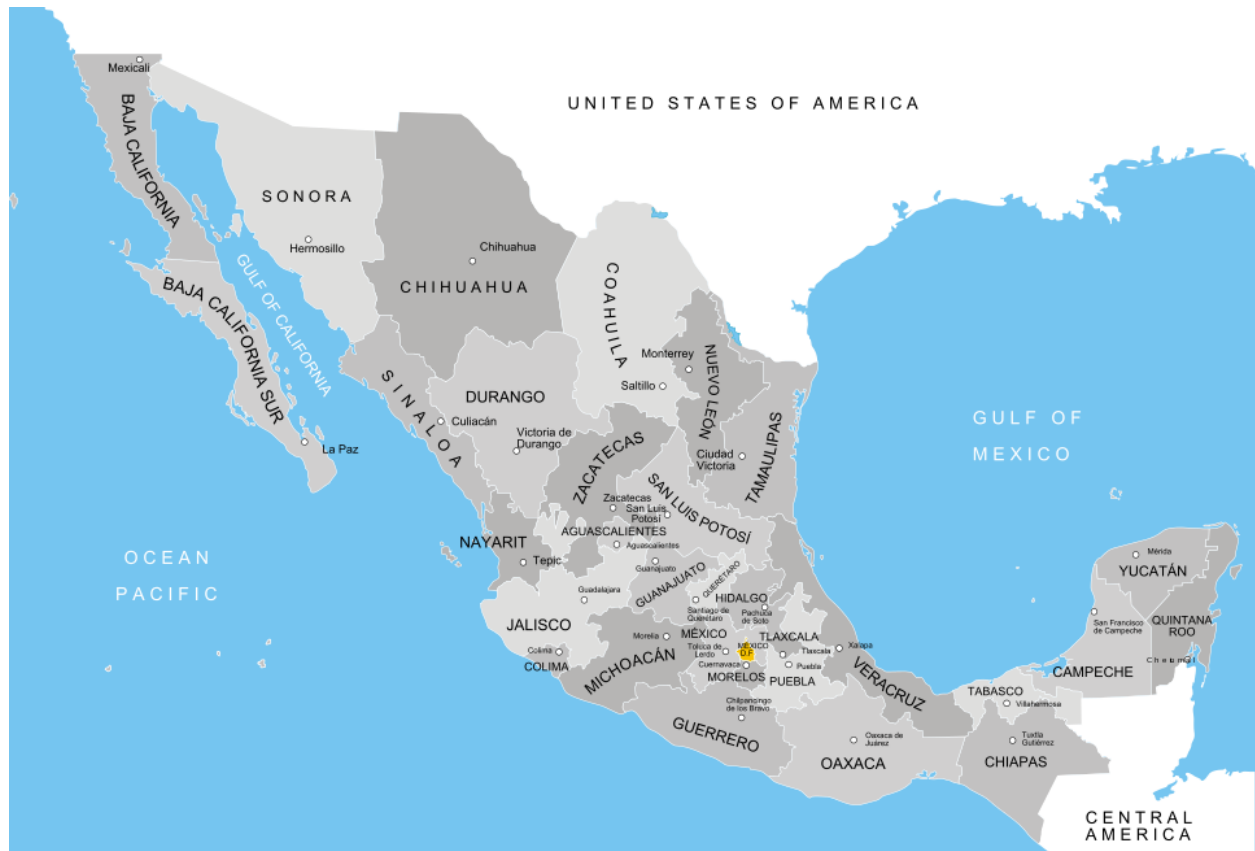 UNITED STATES OF AMERICA
Mexicali
BAJA CALIFORNIA
SONORA
Hermosillo
GULF OF CALIFORNIA
BAJA CALIFORNIA SUR
La Paz
Chihuahua
CHIHUAHUA
COAHUILA
Monterrey
Saltillo
NUEVO LEÓN
SINALOA
Culiacán
DURANGO
Victoria de
Durango
Ciudad
Victoria
TAMAULIPAS
GULF OF
MEXICO
ZACATECAS
Zacatecas
San Luis
Potosí
SAN LUIS POTOSÍ
AGUASCALIENTES
Aguascalientes
NAYARIT
Tepic
OCEAN
PACIFIC
Guanajuato
GUANAJUATO
QUERÉTARO
Santiago de
Querétaro
HIDALGO
Pachuca
de Soto
Guadalajara
JALISCO
Colima
COLIMA
Morelia
MICHOACÁN
MÉXICO
Toluca de
Lerdo
MÉXICO
D.F
TLAXCALA
Tlaxcala
Cuernavaca
MORELOS
Puebla
PUEBLA
Xalapa
VERACRUZ
Chilpancingo
de los Bravo
GUERRERO
Oaxaca de
Juárez
OAXACA
TABASCO
Villahermosa
Tuxtla
Gutiérrez
CHIAPAS
Mérida
YUCATÁN
San Francisco
de Campeche
CAMPECHE
QUINTANA
ROO
CENTRAL
AMERICA